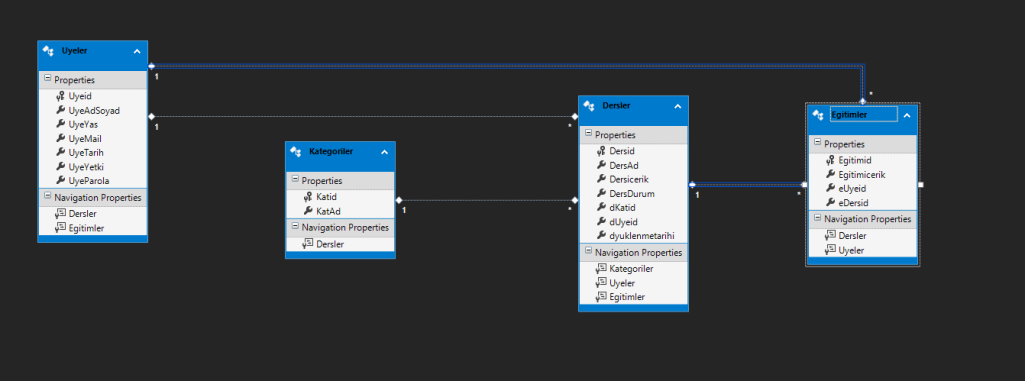 Uyeler
Properties
Uyeid
UyeAdSoyad
UyeYas
UyeMail
UyeTarih
UyeYetki
UyeParola
Navigation Properties
Dersler
Egitimler
1
1
Kategoriler
Properties
Katid
KatAd
Navigation Properties
Dersler
1
*
*
Dersler
Properties
Dersid
DersAd
Dersicerik
DersDurum
dKatid
dUyeid
dyuklenmetarihi
Navigation Properties
Kategoriler
Uyeler
Egitimler
1
*
*
Egitimler
Properties
Egitimid
Egitimicerik
eUyeid
eDersid
Navigation Properties
Dersler
Uyeler